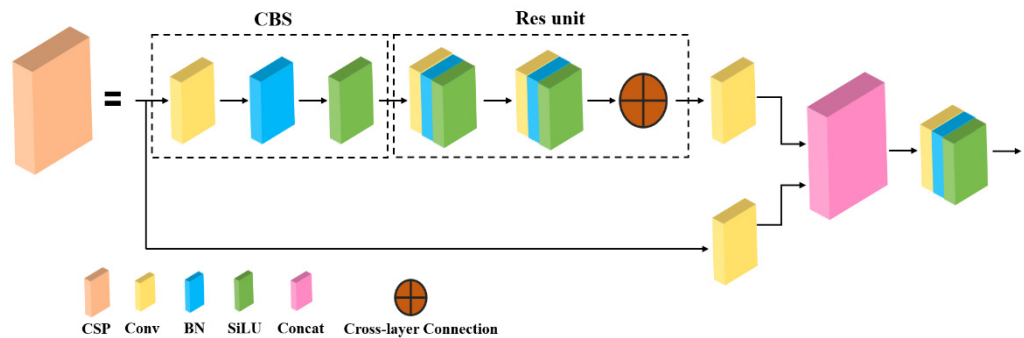 CBS
Res unit
=
CSP
Conv
BN
SiLU
Concat
Cross-layer Connection